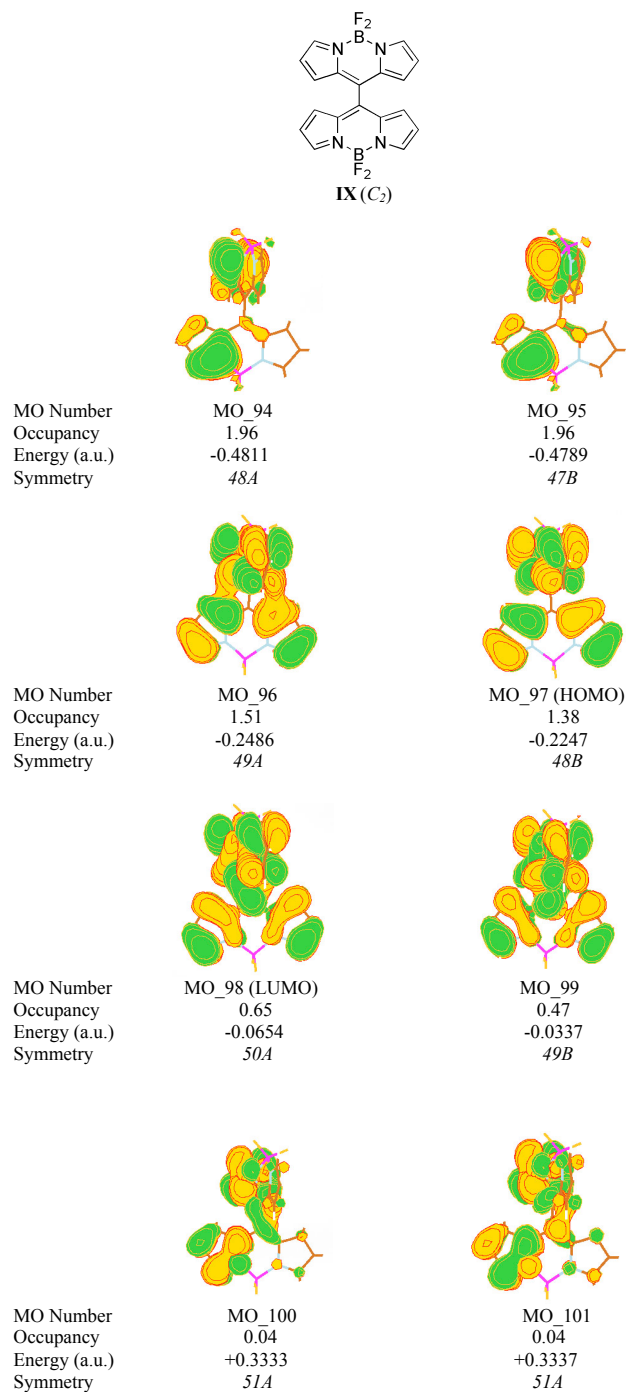 F2
B
N N
N N
B
F2
IX (C2)
MO Number MO_94 MO_95
Occupancy 1.96 1.96
Energy (a.u.) -0.4811 -0.4789
Symmetry 48A 47B
MO Number MO_96 MO_97 (HOMO)
Occupancy 1.51 1.38
Energy (a.u.) -0.2486 -0.2247
Symmetry 49A 48B
MO Number MO_98 (LUMO) MO_99
Occupancy 0.65 0.47
Energy (a.u.) -0.0654 -0.0337
Symmetry 50A 49B
MO Number MO_100 MO_101
Occupancy 0.04 0.04
Energy (a.u.) +0.3333 +0.3337
Symmetry 51A 51A